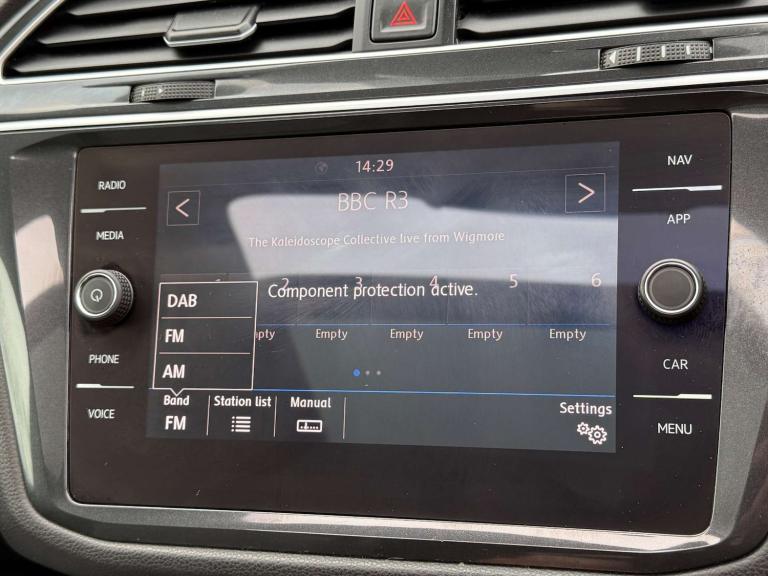 14:29
BBC R3
The Kaleidoscope Collective live from Wigmore
2 3 4 5 6
Component protection active.
Empty Empty Empty Empty
DAB
FM
AM
Band
FM
Station list
Manual
Settings
RADIO
MEDIA
PHONE
VOICE
NAV
APP
CAR
MENU